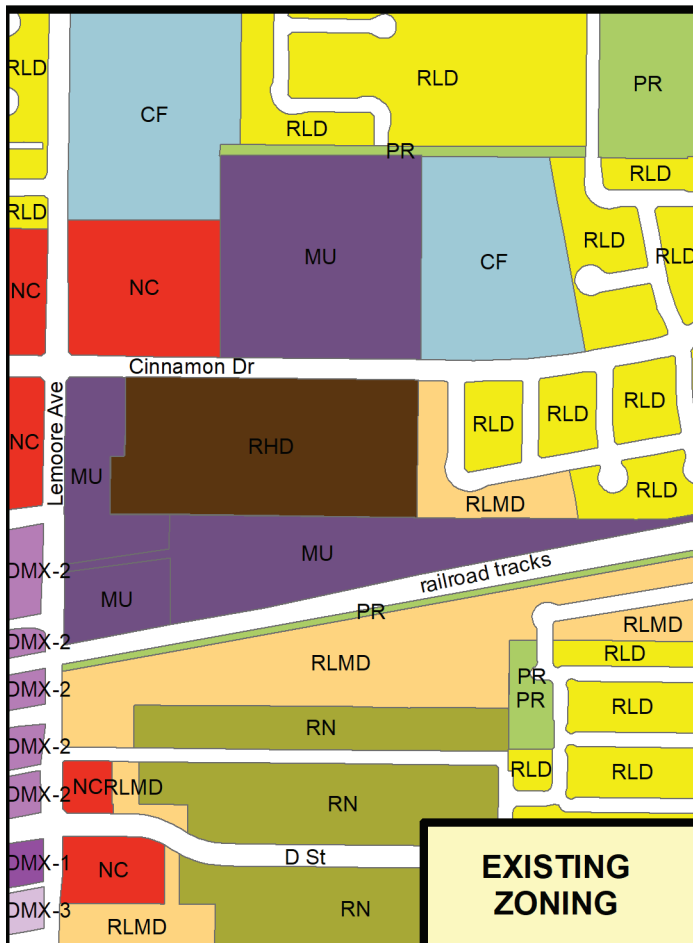 RLD
CF
RLD
PR
RLD
PR
RLD
RLD
RLD
RLD
NC
NC
MU
CF
Cinnamon Dr
Lemoore Ave
NC
MU
RHD
RLD
RLD
RLD
RLMD
RLD
MU
railroad tracks
DMX-2
MU
PR
RLMD
DMX-2
RLMD
RLD
DMX-2
PR
PR
RLD
RN
DMX-2
RLD
RLD
DMX-2
NC
RLMD
RN
DMX-1
NC
D St
EXISTING
ZONING
DMX-3
RLMD
RN